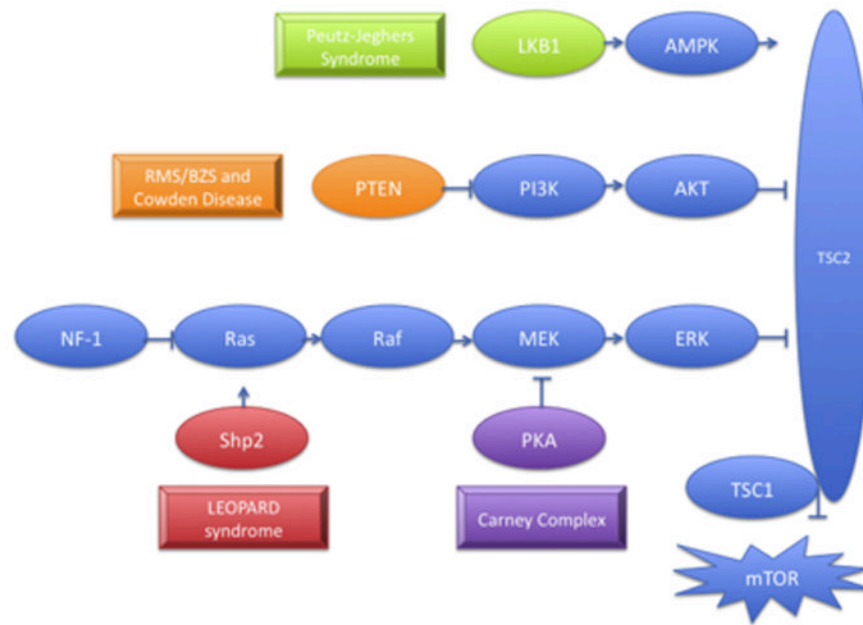 Peutz-Jeghers
Syndrome
LKB1
AMPK
RMS/BZS and
Cowden Disease
PTEN
PI3K
AKT
TSC2
NF-1
Ras
Raf
MEK
ERK
Shp2
PKA
LEOPARD
syndrome
Carney Complex
TSC1
mTOR